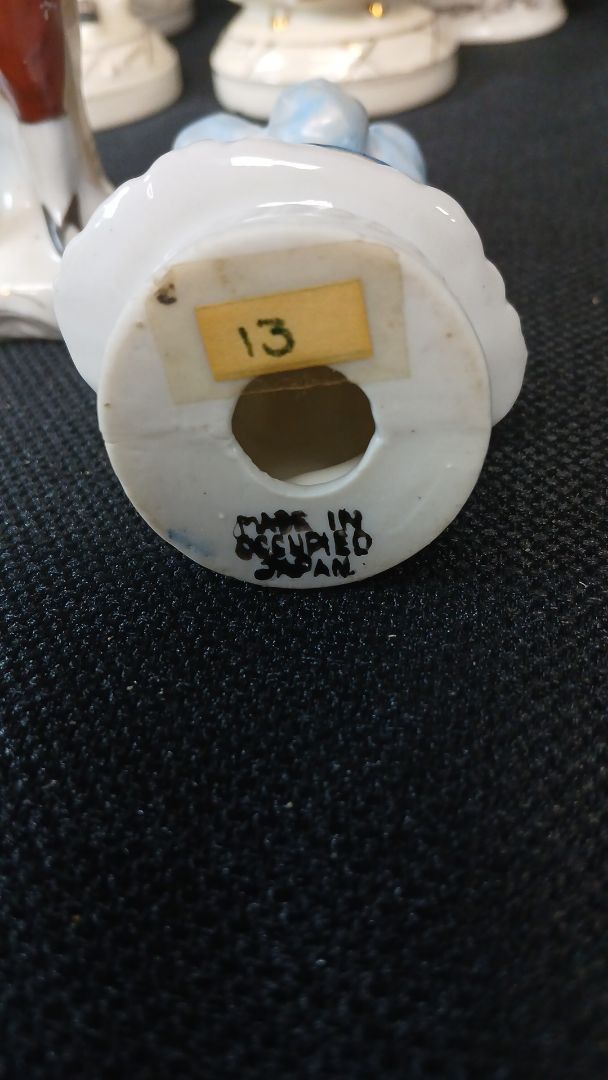 13
MADE IN
OCCUPIED
JAPAN.